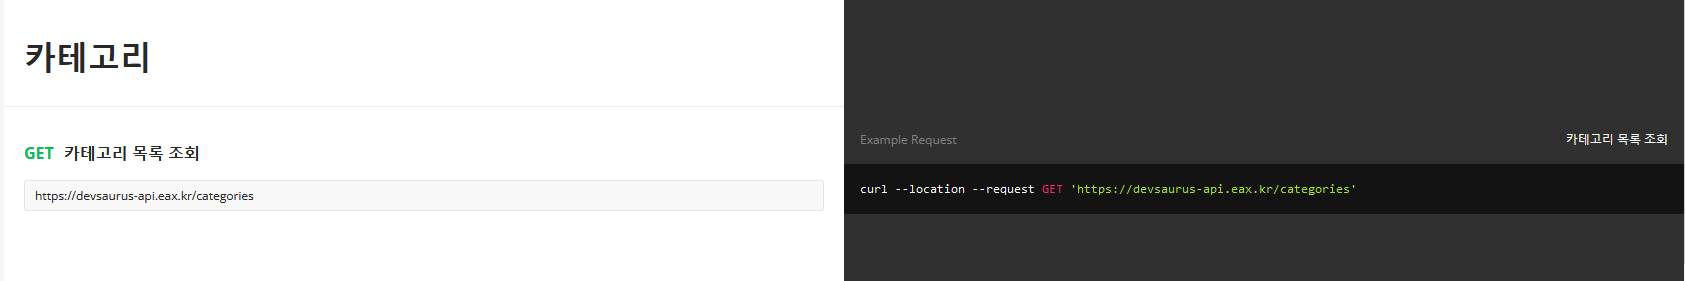 카테고리
GET 카테고리 목록 조회
https://devsaurus-api.eax.kr/categories
Example Request
카테고리 목록 조회
curl --location --request GET 'https://devsaurus-api.eax.kr/categories'